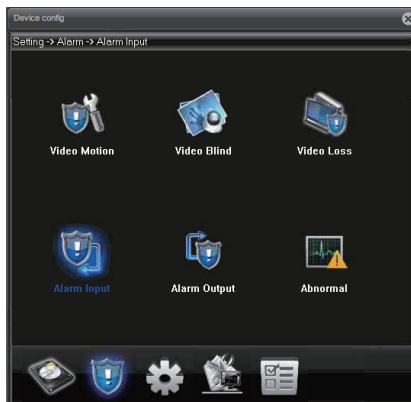 Device config
Setting -> Alarm -> Alarm Input
Video Motion
Video Blind
Video Loss
Alarm Input
Alarm Output
Abnormal